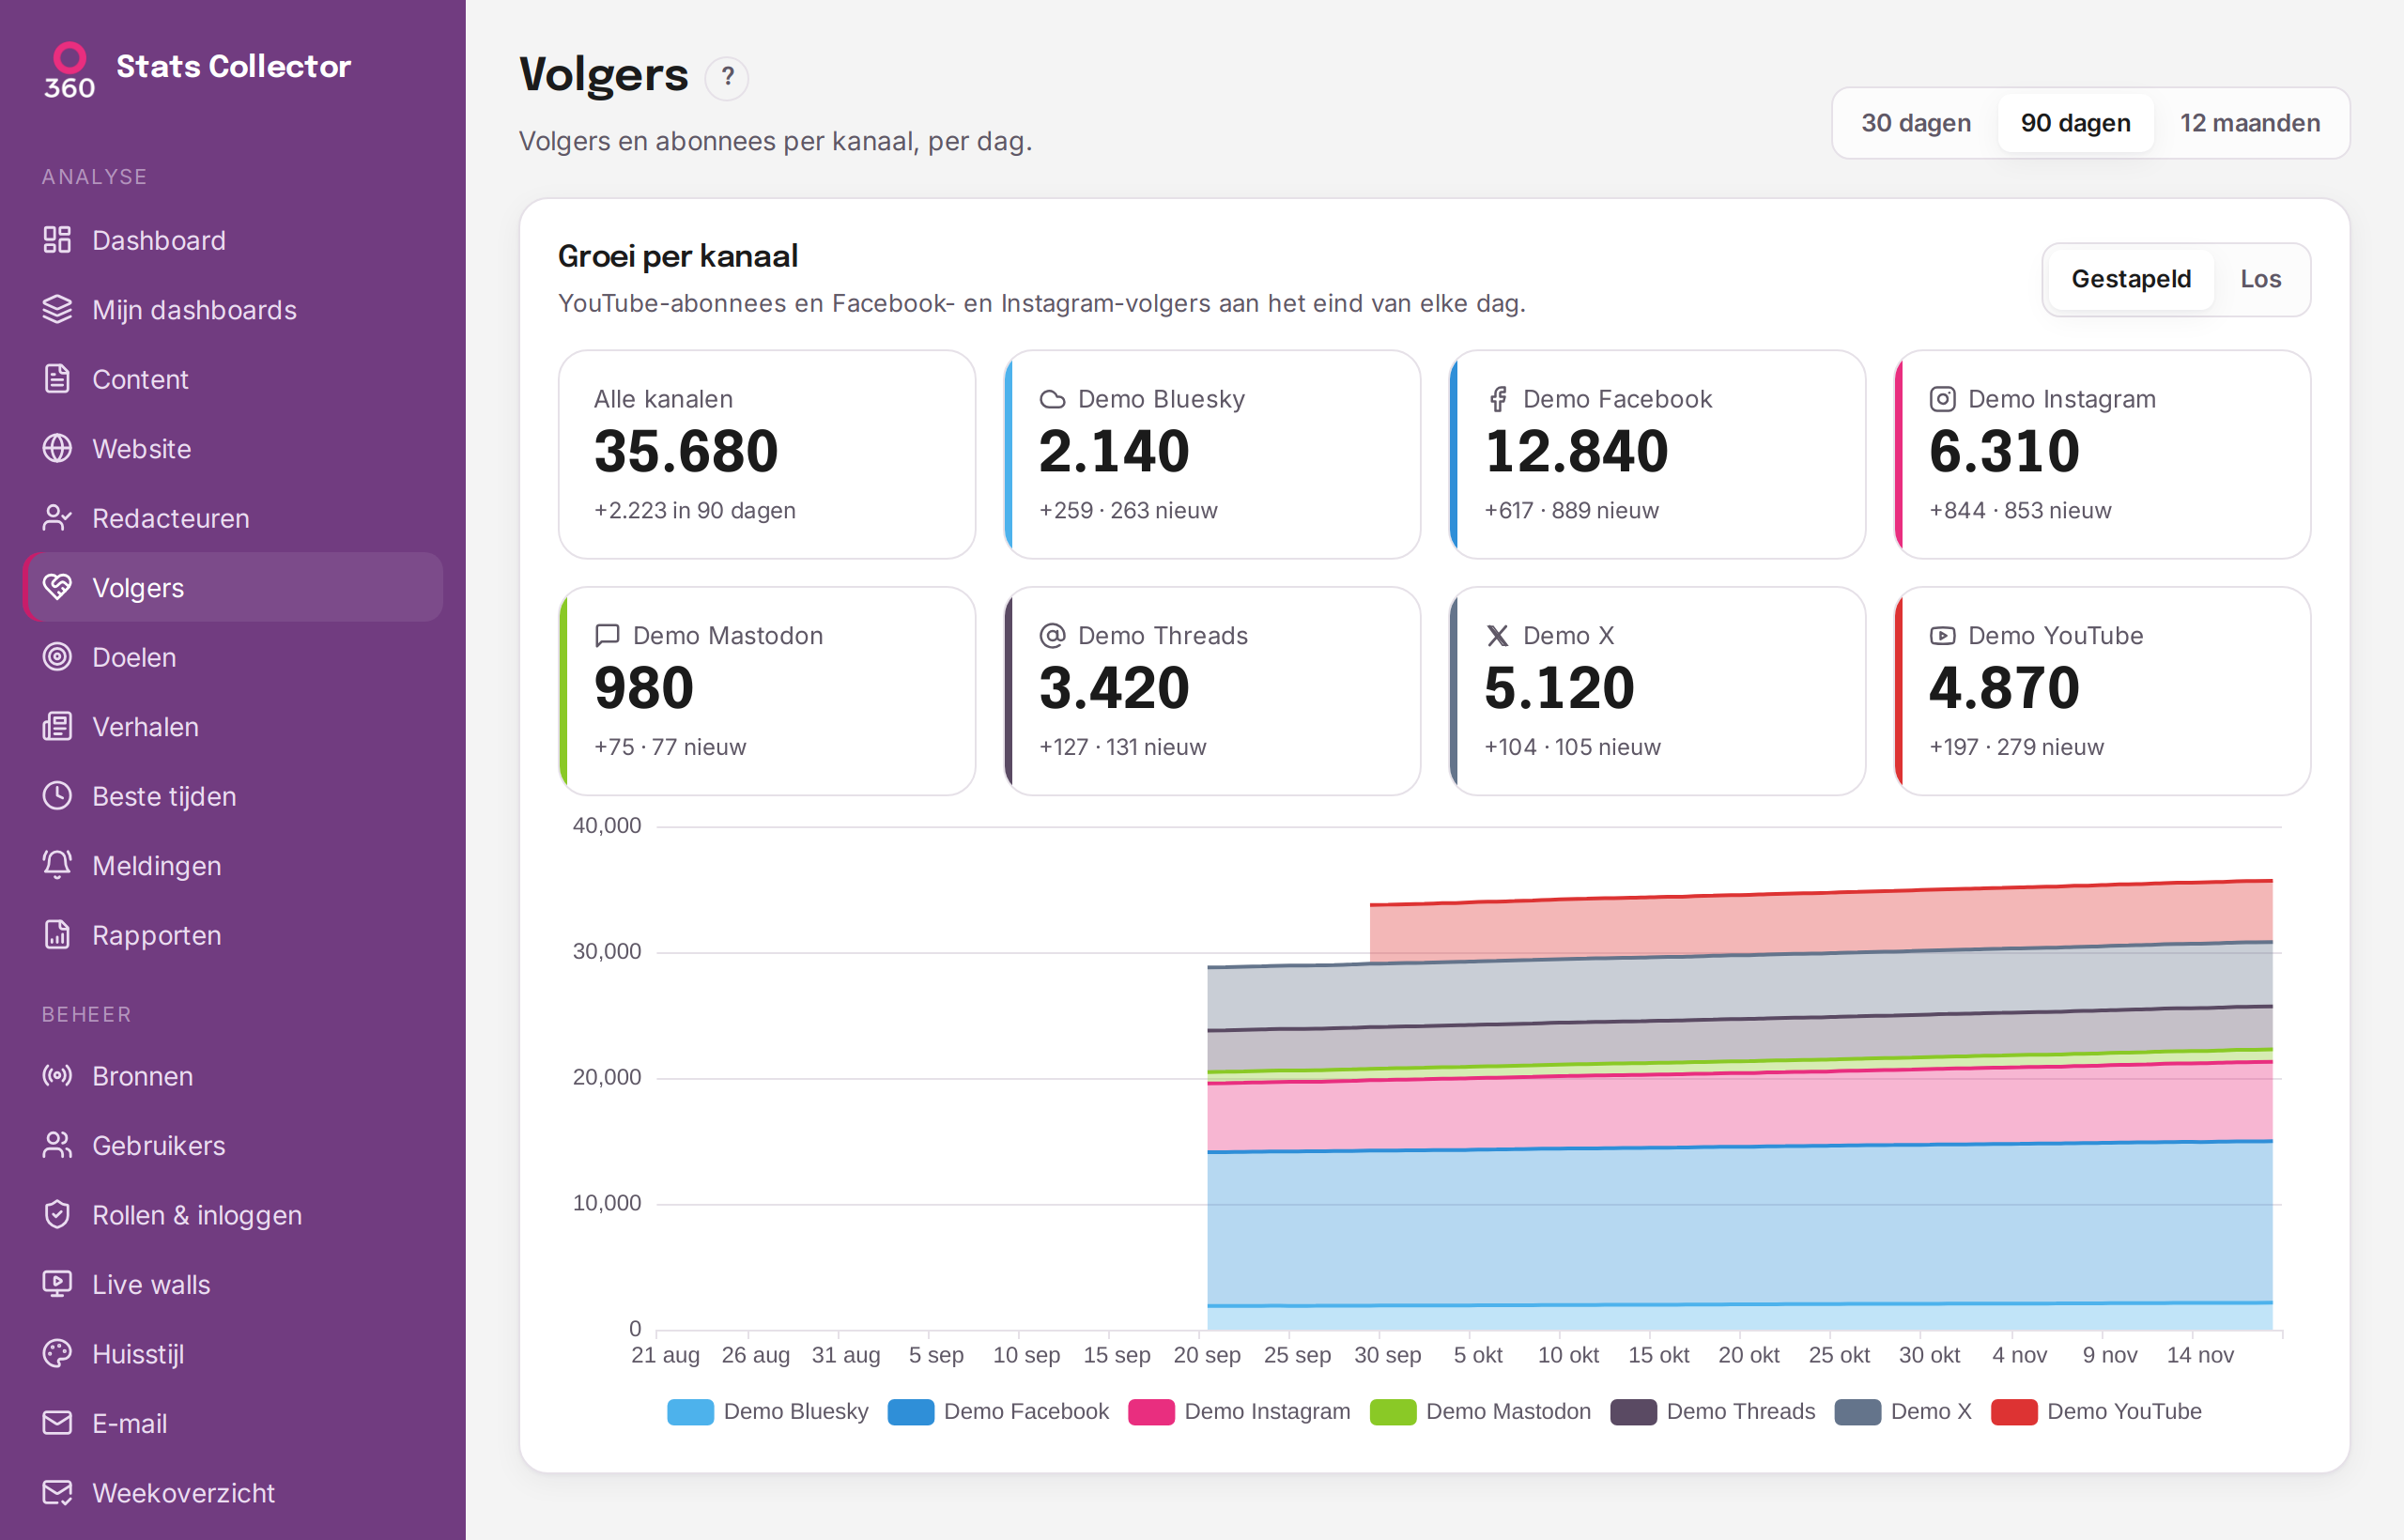 360
Stats Collector
ANALYSE
Dashboard
Mijn dashboards
Content
Website
Redacteuren
Volgers
Doelen
Verhalen
Beste tijden
Meldingen
Rapporten
BEHEER
Bronnen
Gebruikers
Rollen & inloggen
Live walls
Huisstijl
E-mail
Weekoverzicht
Volgers ?
Volgers en abonnees per kanaal, per dag.
30 dagen 90 dagen 12 maanden
Groei per kanaal
YouTube-abonnees en Facebook- en Instagram-volgers aan het eind van elke dag.
Gestapeld Los
Alle kanalen
35.680
+2.223 in 90 dagen
Demo Bluesky
2.140
+259 · 263 nieuw
Demo Facebook
12.840
+617 · 889 nieuw
Demo Instagram
6.310
+844 · 853 nieuw
Demo Mastodon
980
+75 · 77 nieuw
Demo Threads
3.420
+127 · 131 nieuw
Demo X
5.120
+104 · 105 nieuw
Demo YouTube
4.870
+197 · 279 nieuw
40,000
30,000
20,000
10,000
0
21 aug 26 aug 31 aug 5 sep 10 sep 15 sep 20 sep 25 sep 30 sep 5 okt 10 okt 15 okt 20 okt 25 okt 30 okt 4 nov 9 nov 14 nov
Demo Bluesky Demo Facebook Demo Instagram Demo Mastodon Demo Threads Demo X Demo YouTube